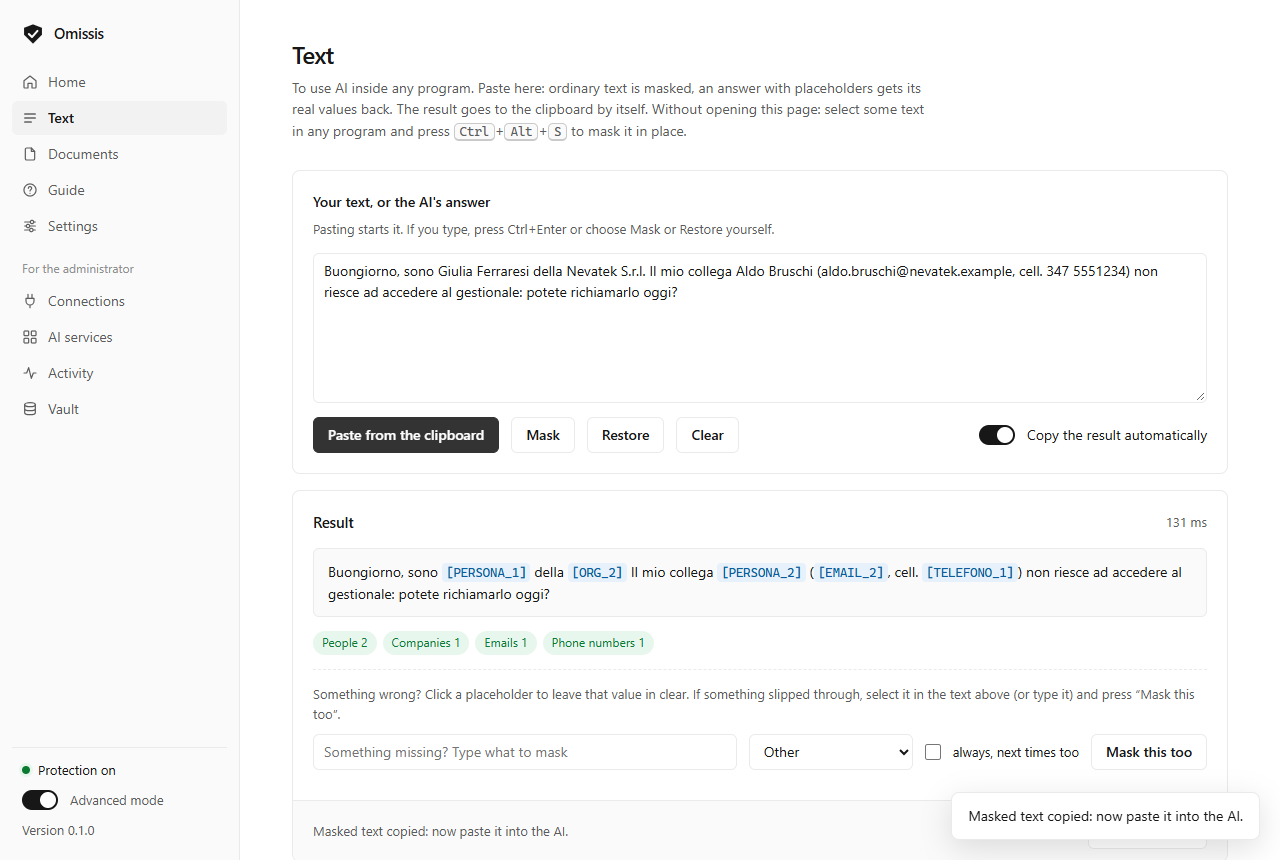 Omissis
Home
Text
Documents
Guide
Settings
For the administrator
Connections
AI services
Activity
Vault
Protection on
Advanced mode
Version 0.1.0
Text
To use AI inside any program. Paste here: ordinary text is masked, an answer with placeholders gets its
real values back. The result goes to the clipboard by itself. Without opening this page: select some text
in any program and press Ctrl+Alt+S to mask it in place.
Your text, or the AI's answer
Pasting starts it. If you type, press Ctrl+Enter or choose Mask or Restore yourself.
Buongiorno, sono Giulia Ferraresi della Nevatek S.r.l. Il mio collega Aldo Bruschi (aldo.bruschi@nevatek.example, cell. 347 5551234) non
riesce ad accedere al gestionale: potete richiamarlo oggi?
Paste from the clipboard Mask Restore Clear Copy the result automatically
Result 131 ms
Buongiorno, sono [PERSONA_1] della [ORG_2] Il mio collega [PERSONA_2] ( [EMAIL_2] , cell. [TELEFONO_1] ) non riesce ad accedere al
gestionale: potete richiamarlo oggi?
People 2 Companies 1 Emails 1 Phone numbers 1
Something wrong? Click a placeholder to leave that value in clear. If something slipped through, select it in the text above (or type it) and press “Mask this
too”.
Something missing? Type what to mask Other always, next times too Mask this too
Masked text copied: now paste it into the AI.
Masked text copied: now paste it into the AI.